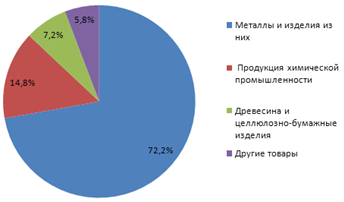 5,8%
7,2%
14,8%
72,2%
Металлы и изделия из
них
Продукция химической
промышленности
Древесина и
целлюлозно-бумажные
изделия
Другие товары